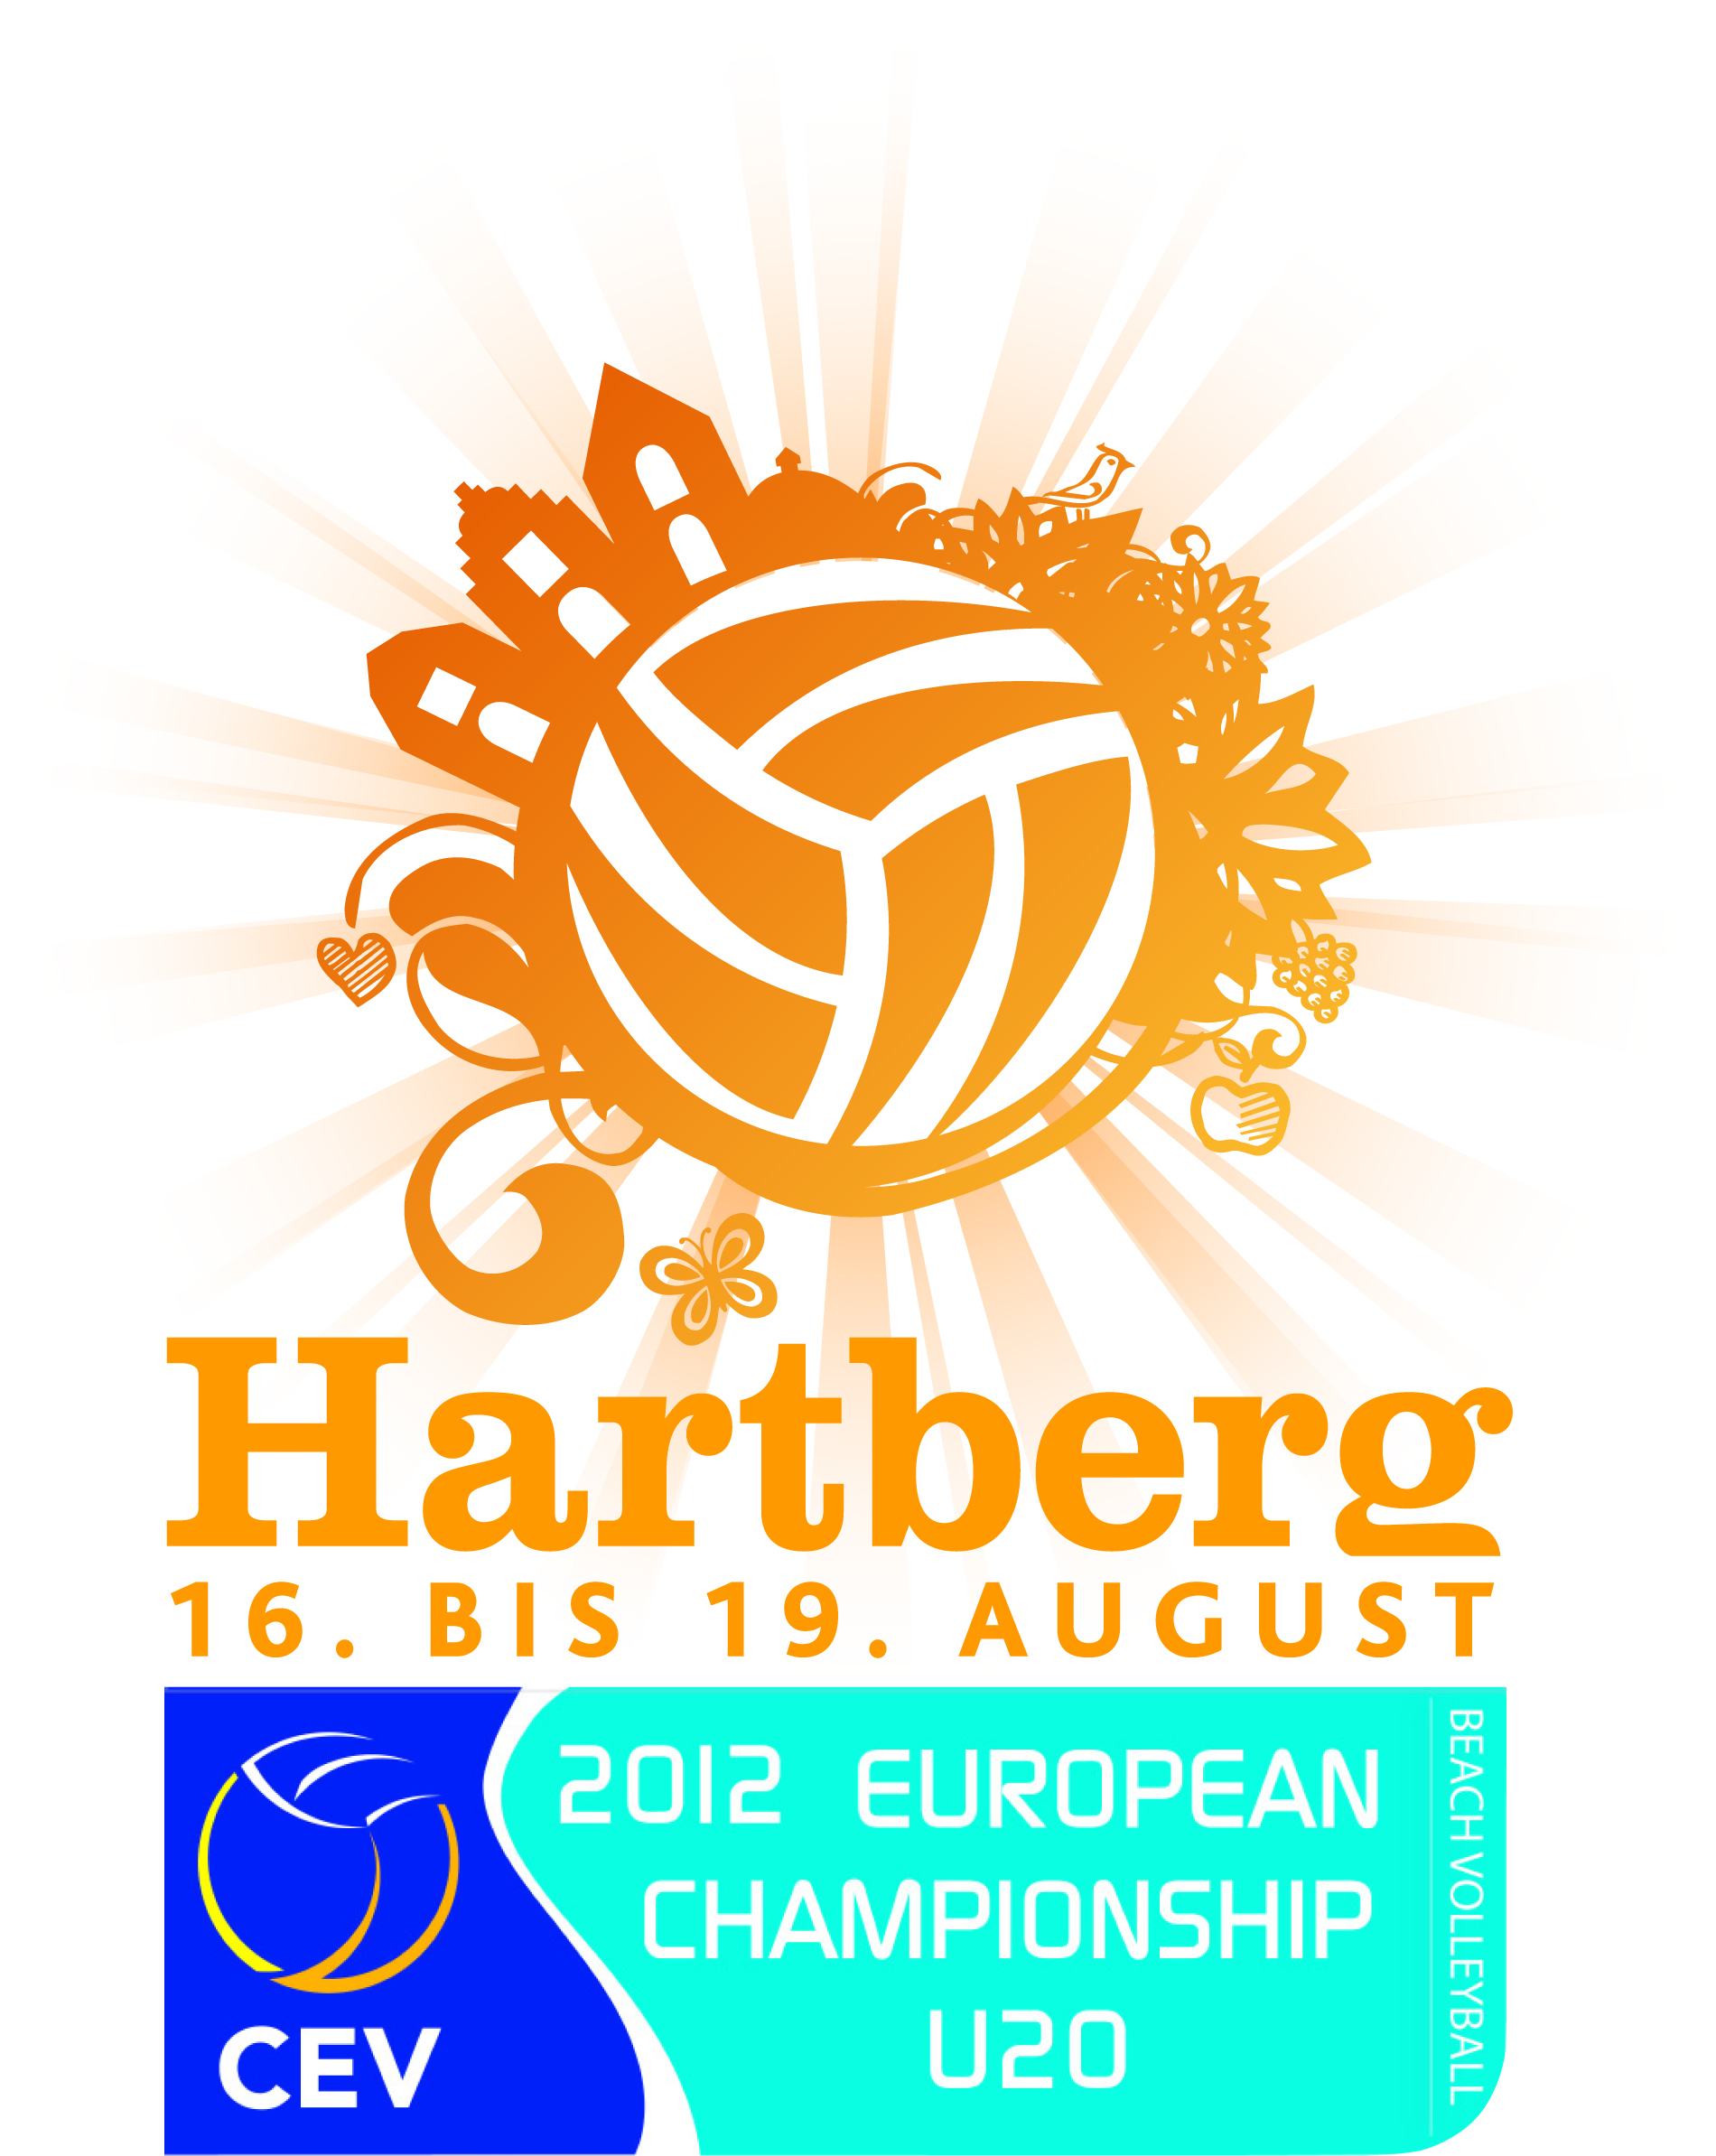 Hartberg
16. BIS 19. AUGUST
CEV
2012 EUROPEAN
CHAMPIONSHIP
U20
BEACH VOLLEYBALL